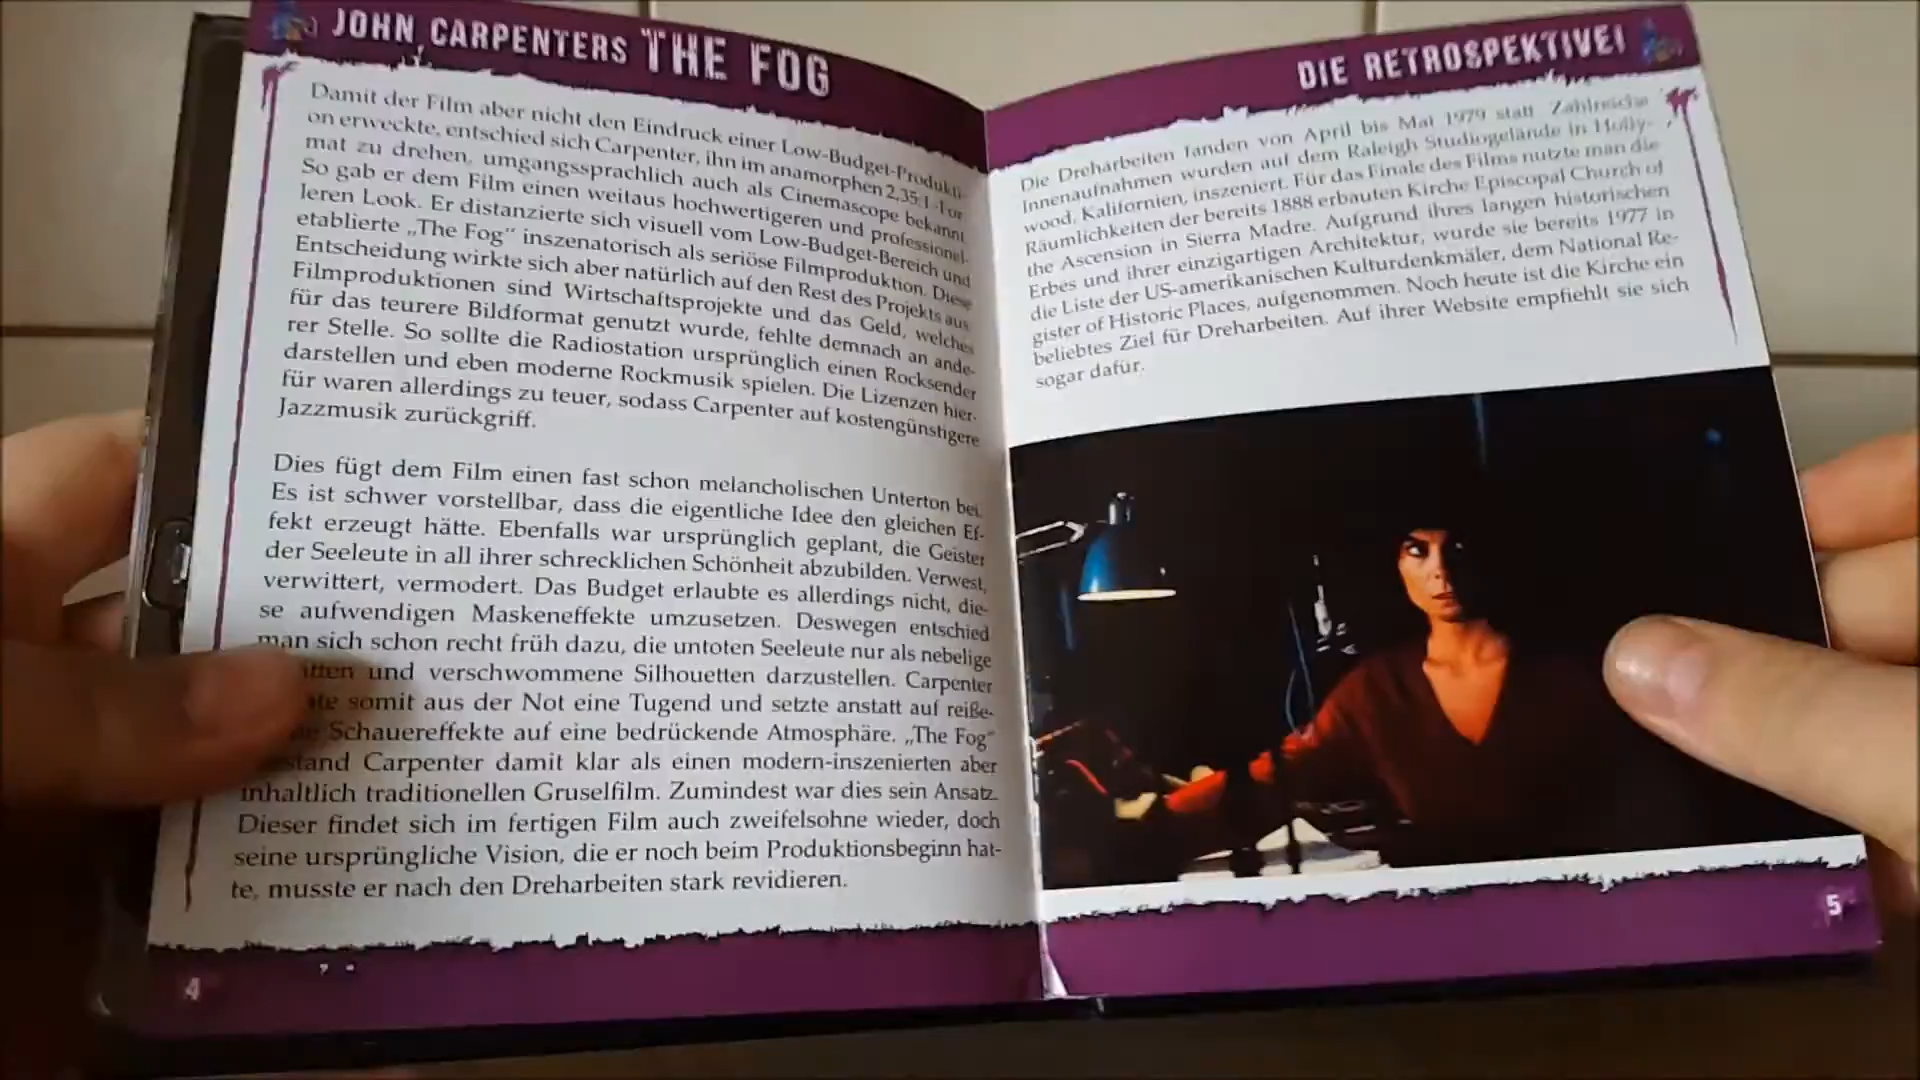 JOHN CARPENTERS THE FOG
Damit der Film aber nicht den Eindruck einer Low-Budget-Produkti-
on erweckte, entschied sich Carpenter, ihn im anamorphen 2,35:1-For
mat zu drehen, umgangssprachlich auch als Cinemascope bekannt.
So gab er dem Film einen weitaus hochwertigeren und professionel-
leren Look. Er distanzierte sich visuell vom Low-Budget-Bereich und
etablierte „The Fog“ inszenatorisch als seriöse Filmproduktion. Diese
Entscheidung wirkte sich aber natürlich auf den Rest des Projekts aus.
Filmproduktionen sind Wirtschaftsprojekte und das Geld, welches
für das teurere Bildformat genutzt wurde, fehlte demnach an ande-
rer Stelle. So sollte die Radiostation ursprünglich einen Rocksender
darstellen und eben moderne Rockmusik spielen. Die Lizenzen hier-
für waren allerdings zu teuer, sodass Carpenter auf kostengünstigere
Jazzmusik zurückgriff.
Dies fügt dem Film einen fast schon melancholischen Unterton bei.
Es ist schwer vorstellbar, dass die eigentliche Idee den gleichen Ef-
fekt erzeugt hätte. Ebenfalls war ursprünglich geplant, die Geister
der Seeleute in all ihrer schrecklichen Schönheit abzubilden. Verwest,
verwittert, vermodert. Das Budget erlaubte es allerdings nicht, die-
se aufwendigen Maskeneffekte umzusetzen. Deswegen entschied
man sich schon recht früh dazu, die untoten Seeleute nur als nebelige
und verschwommene Silhouetten darzustellen. Carpenter
somit aus der Not eine Tugend und setzte anstatt auf reiße-
Schauereffekte auf eine bedrückende Atmosphäre. „The Fog“
Carpenter damit klar als einen modern-inszenierten aber
inhaltlich traditionellen Gruselfilm. Zumindest war dies sein Ansatz.
Dieser findet sich im fertigen Film auch zweifelsohne wieder, doch
seine ursprüngliche Vision, die er noch beim Produktionsbeginn hat-
te, musste er nach den Dreharbeiten stark revidieren.
4
DIE RETROSPEKTIVE!
Die Dreharbeiten fanden von April bis Mai 1979 statt. Zahlreiche
Innenaufnahmen wurden auf dem Raleigh Studiogelände in Holly-
wood, Kalifornien, inszeniert. Für das Finale des Films nutzte man die
Räumlichkeiten der bereits 1888 erbauten Kirche Episcopal Church of
the Ascension in Sierra Madre. Aufgrund ihres langen historischen
Erbes und ihrer einzigartigen Architektur, wurde sie bereits 1977 in
die Liste der US-amerikanischen Kulturdenkmäler, dem National Re-
gister of Historic Places, aufgenommen. Noch heute ist die Kirche ein
beliebtes Ziel für Dreharbeiten. Auf ihrer Website empfiehlt sie sich
sogar dafür.
5